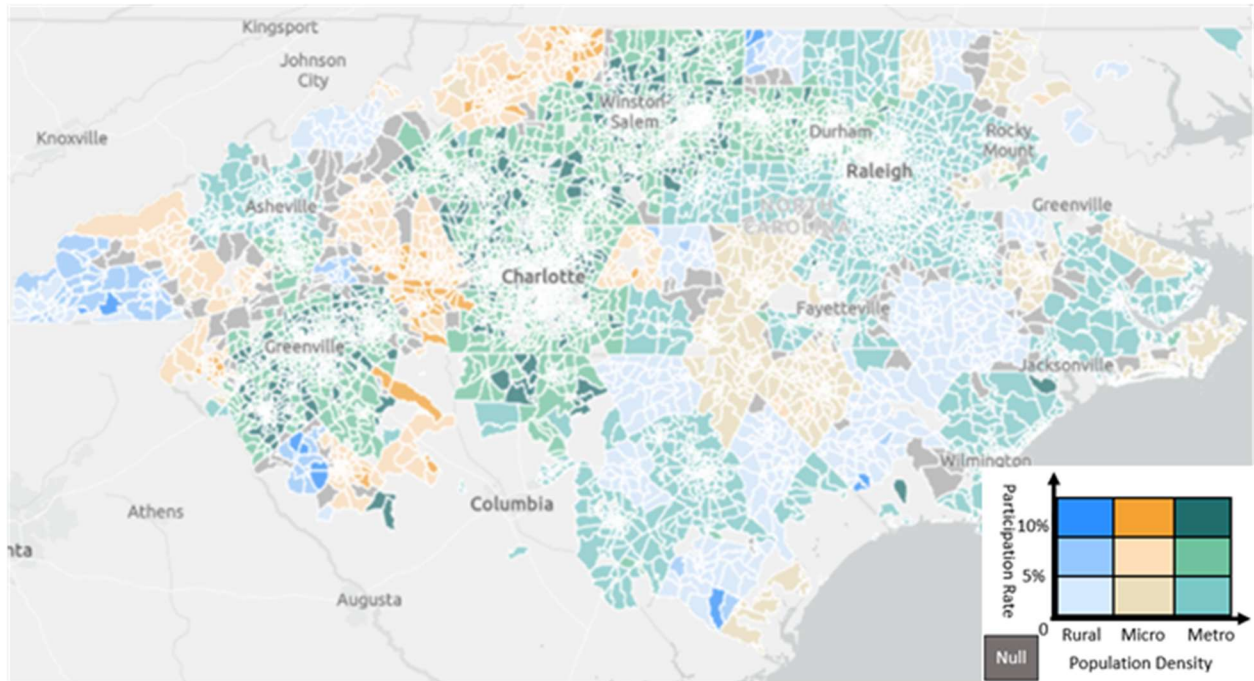 Kingsport
Johnson
City
Knoxville
Winston-
Salem
Durham
Raleigh
Rocky
Mount
Asheville
Greenville
NORTH
CAROLINA
Charlotte
Fayetteville
Greenville
Jacksonville
Wilmington
Columbia
Athens
nta
Augusta
Participation Rate
10%
5%
0
Rural Micro Metro
Null
Population Density